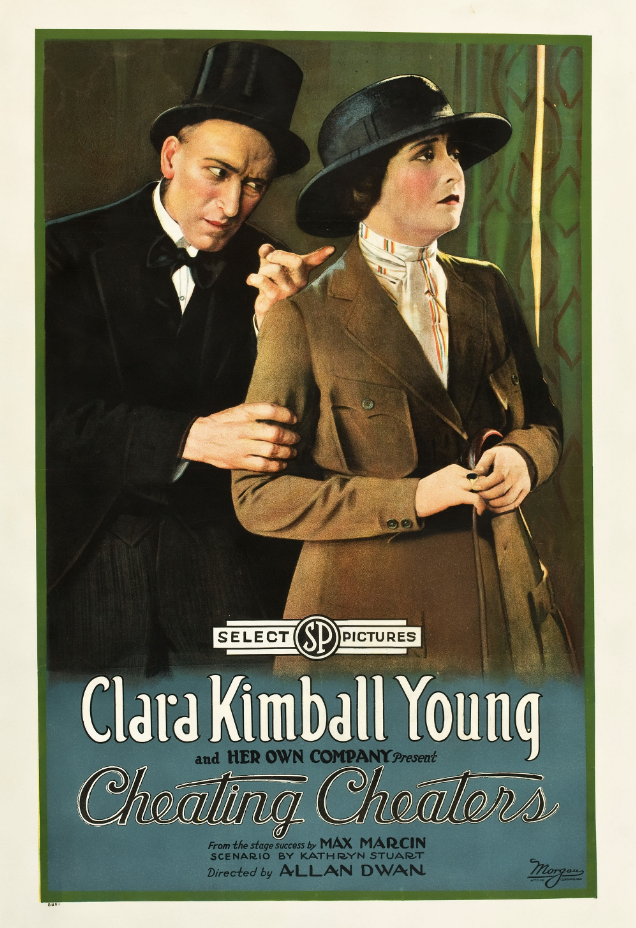 SELECT SP PICTURES
Clara Kimball Young
and HER OWN COMPANY Present
Cheating Cheaters
From the stage success by MAX MARCIN
SCENARIO BY KATHRYN STUART
Directed by ALLAN DWAN
Morgan